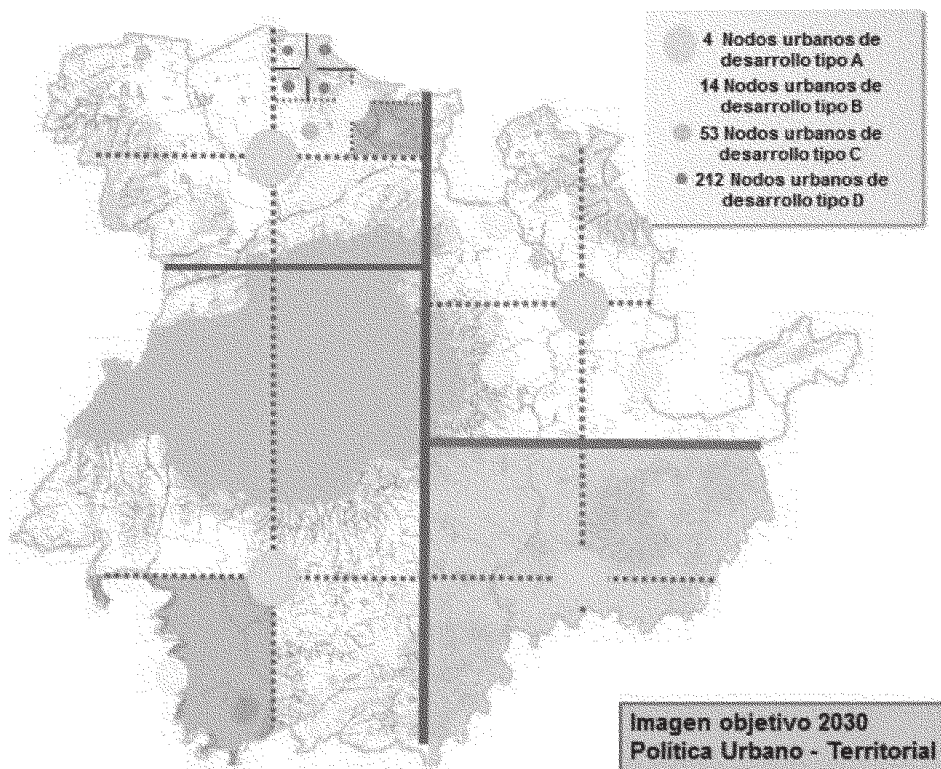 4 Nodos urbanos de
desarrollo tipo A
14 Nodos urbanos de
desarrollo tipo B
53 Nodos urbanos de
desarrollo tipo C
212 Nodos urbanos de
desarrollo tipo D
Imagen objetivo 2030
Política Urbano - Territorial